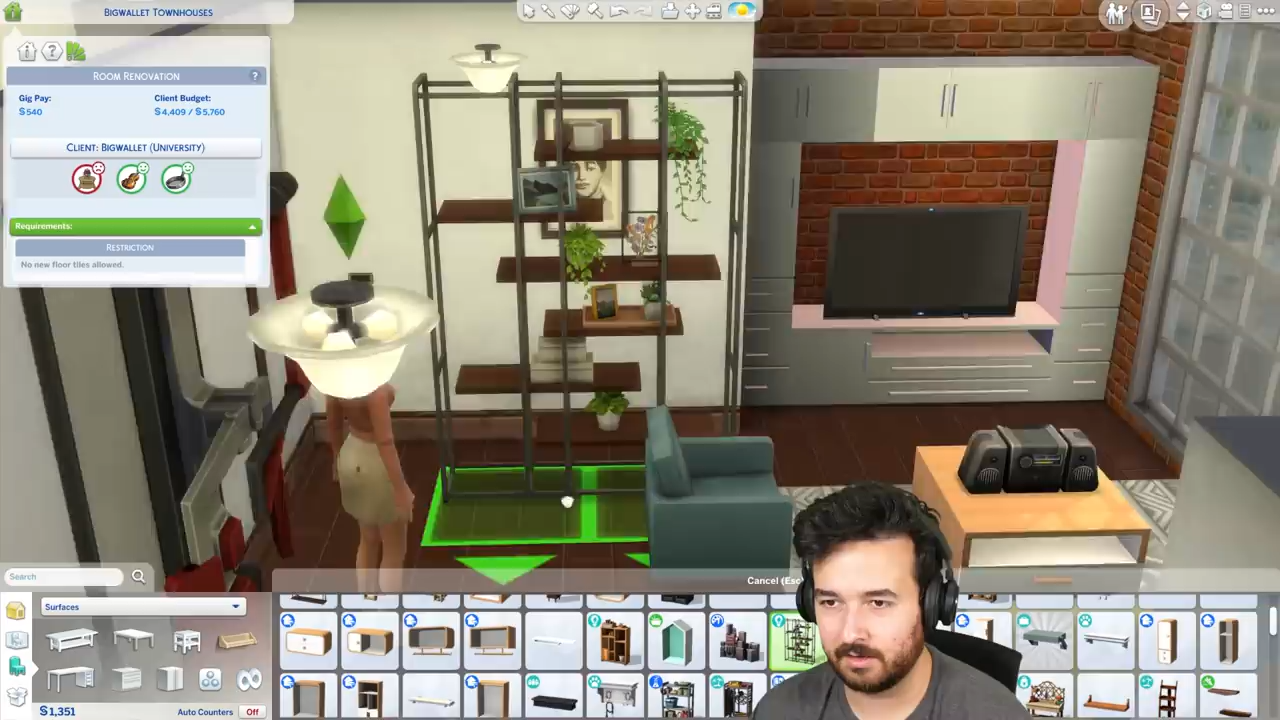 BIGWALLET TOWNHOUSES
ROOM RENOVATION
?
Gig Pay:
Client Budget:
§540
§4,409 / §5,760
CLIENT: BIGWALLET (UNIVERSITY)
Requirements:
RESTRICTION
No new floor tiles allowed.
Search
Cancel (Esc
Surfaces
§1,351
Auto Counters
Off